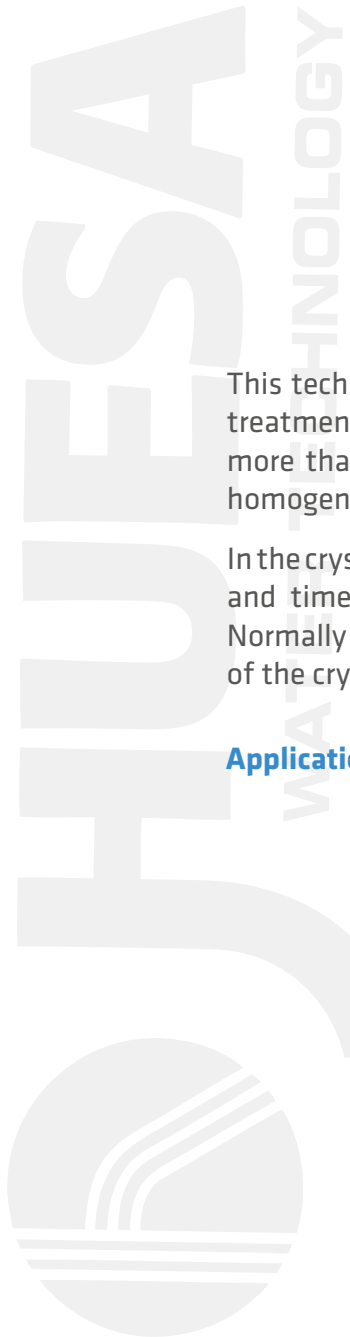 This tech
treatmen
more tha
homogen
In the crys
and time
Normally
of the cry
Applicati
J HUESA
WATER TECHNOLOGY